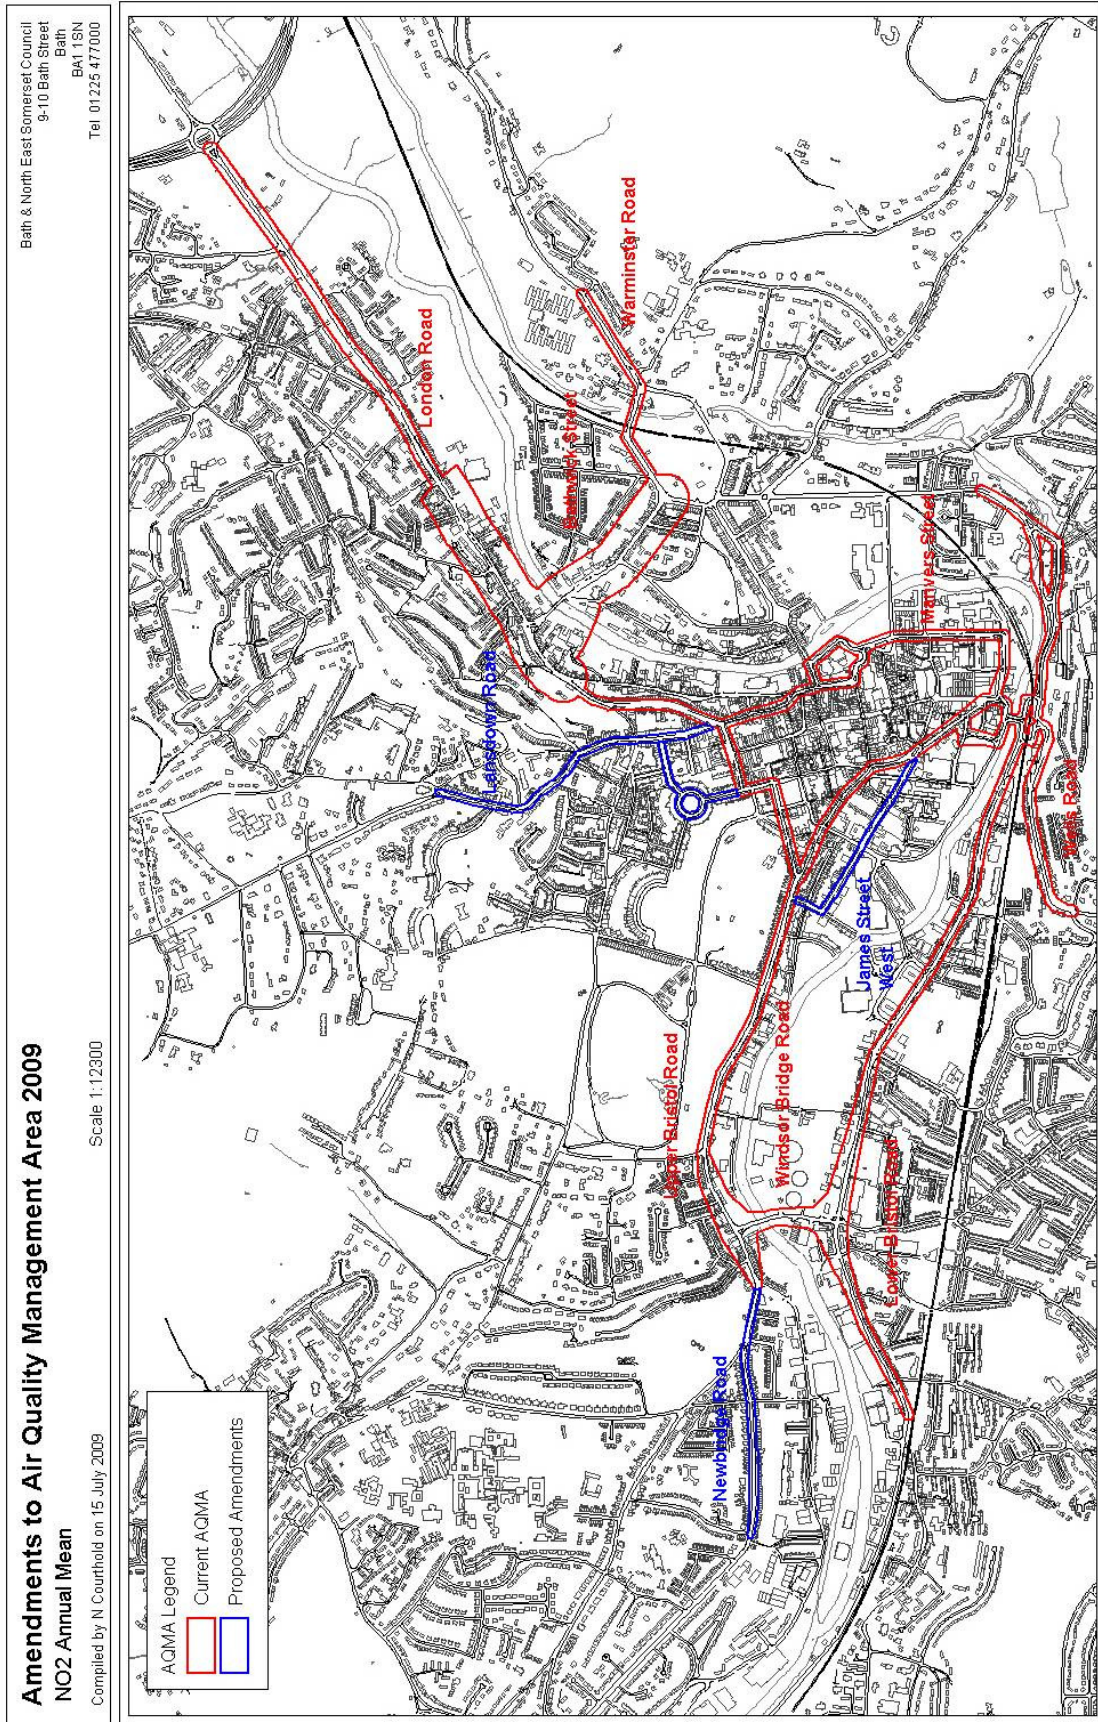 Amendments to Air Quality Management Area 2009
NO2 Annual Mean
Compiled by N Courthold on 15 July 2009
Scale 1:12300
Bath & North East Somerset Council
9-10 Bath Street
Bath
BA1 1SN
Tel 01225 477000
AQMA Legend
Current AQMA
Proposed Amendments
London Road
Warminster Road
Bathwick Street
Lansdown Road
Manvers Street
Wells Road
James Street
West
Upper Bristol Road
Windsor Bridge Road
Lower Bristol Road
Newbridge Road